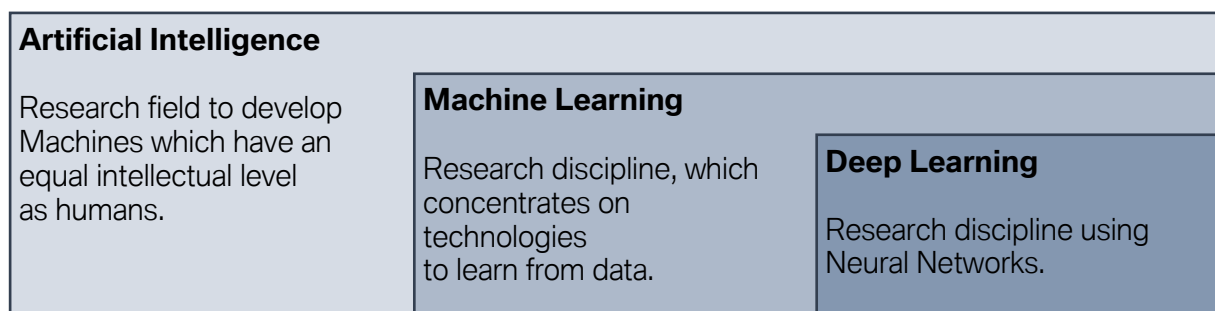 Artificial Intelligence
Research field to develop
Machines which have an
equal intellectual level
as humans.
Machine Learning
Research discipline, which
concentrates on
technologies
to learn from data.
Deep Learning
Research discipline using
Neural Networks.